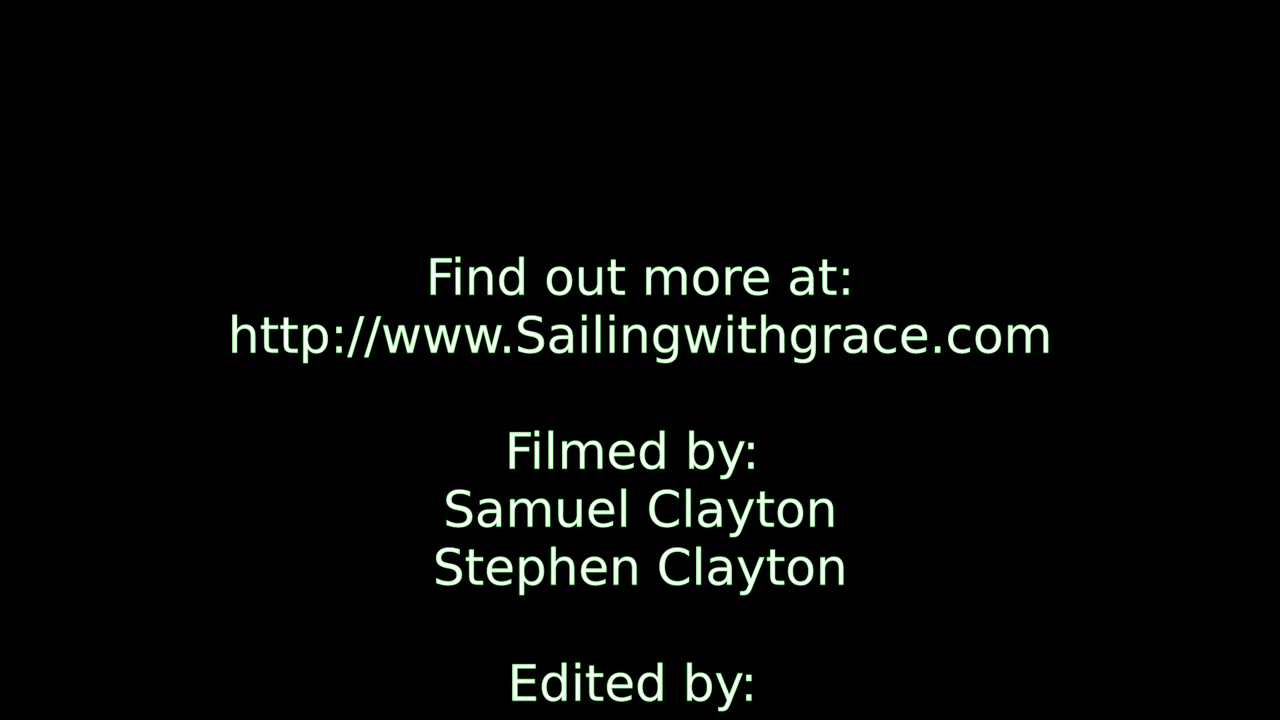 Find out more at:
http://www.Sailingwithgrace.com
Filmed by:
Samuel Clayton
Stephen Clayton
Edited by: